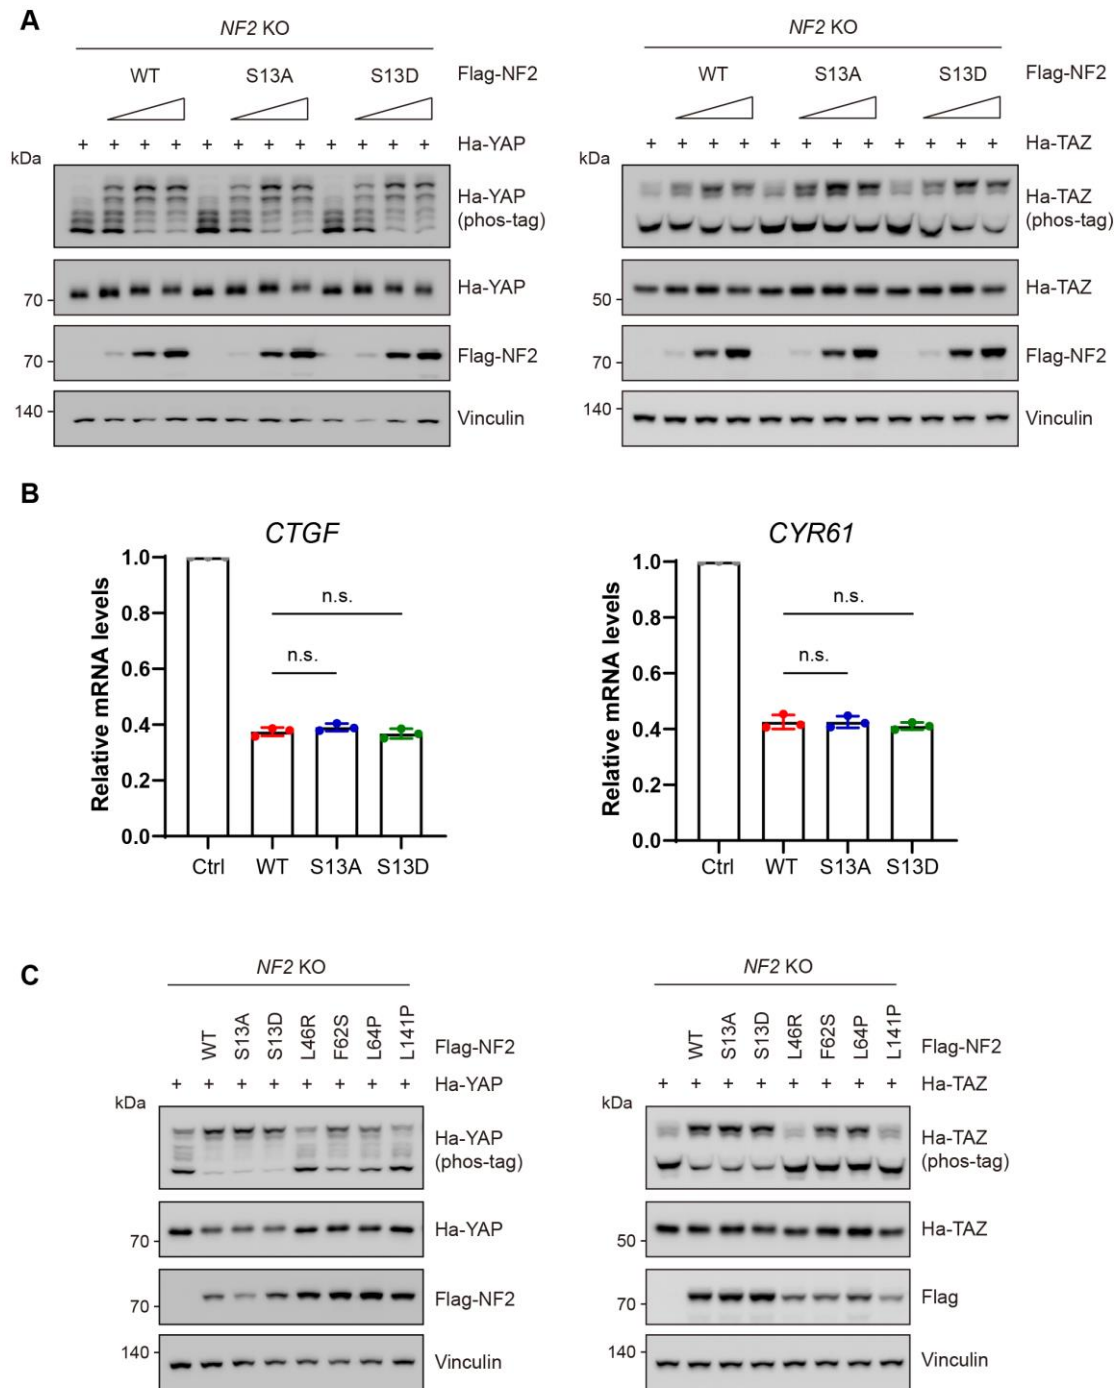 A
NF2 KO
WT S13A S13D Flag-NF2
+ + + + + + + + + + + + Ha-YAP
kDa
Ha-YAP
(phos-tag)
70
Ha-YAP
70
Flag-NF2
140
Vinculin
NF2 KO
WT S13A S13D Flag-NF2
+ + + + + + + + + + + + Ha-TAZ
kDa
Ha-TAZ
(phos-tag)
50
Ha-TAZ
70
Flag-NF2
140
Vinculin
B
CTGF
Relative mRNA levels
1.0
0.8
0.6
0.4
0.2
0.0
n.s.
n.s.
Ctrl WT S13A S13D
CYR61
Relative mRNA levels
1.0
0.8
0.6
0.4
0.2
0.0
n.s.
n.s.
Ctrl WT S13A S13D
C
NF2 KO
WT S13A S13D L46R F62S L64P L141P Flag-NF2
+ + + + + + + + Ha-YAP
kDa
Ha-YAP
(phos-tag)
70
Ha-YAP
70
Flag-NF2
140
Vinculin
NF2 KO
WT S13A S13D L46R F62S L64P L141P Flag-NF2
+ + + + + + + + Ha-TAZ
kDa
Ha-TAZ
(phos-tag)
50
Ha-TAZ
70
Flag
140
Vinculin